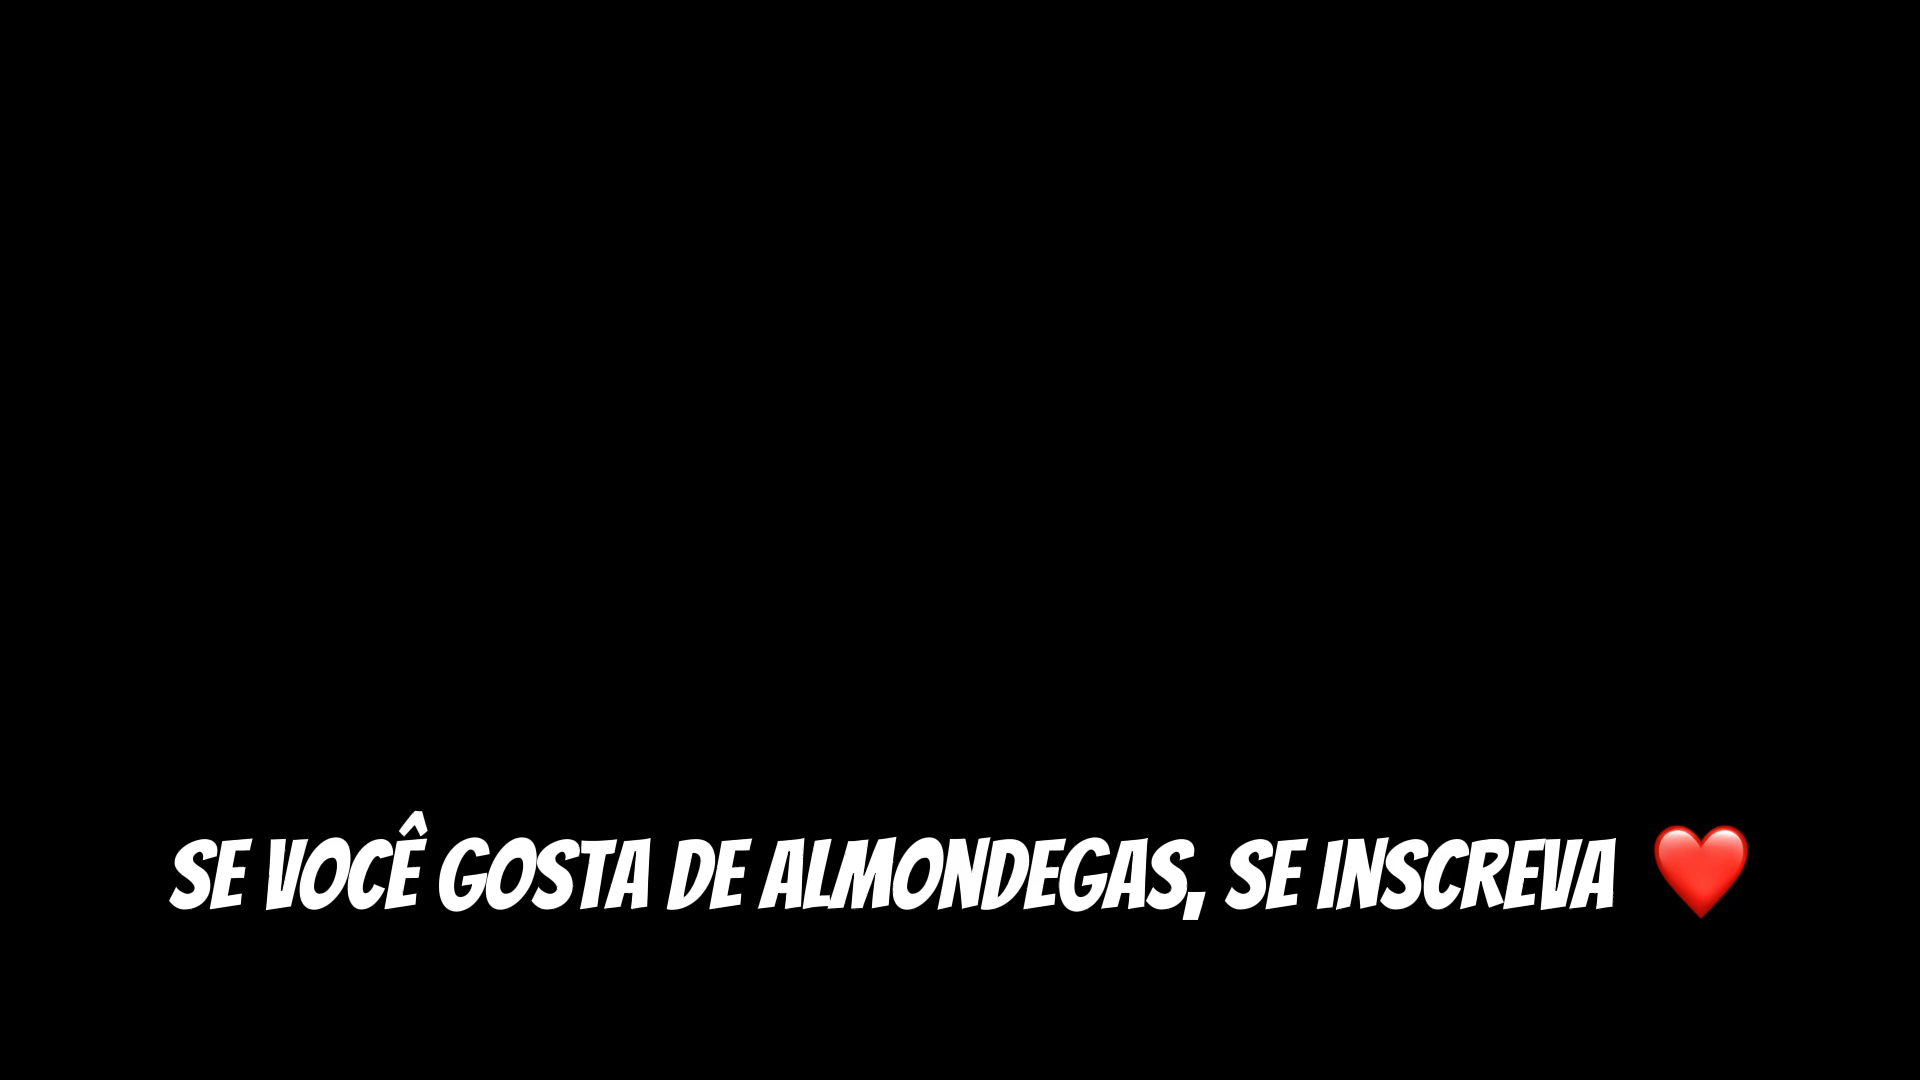 SE VOCÊ GOSTA DE ALMONDEGAS, SE INSCREVA ❤️